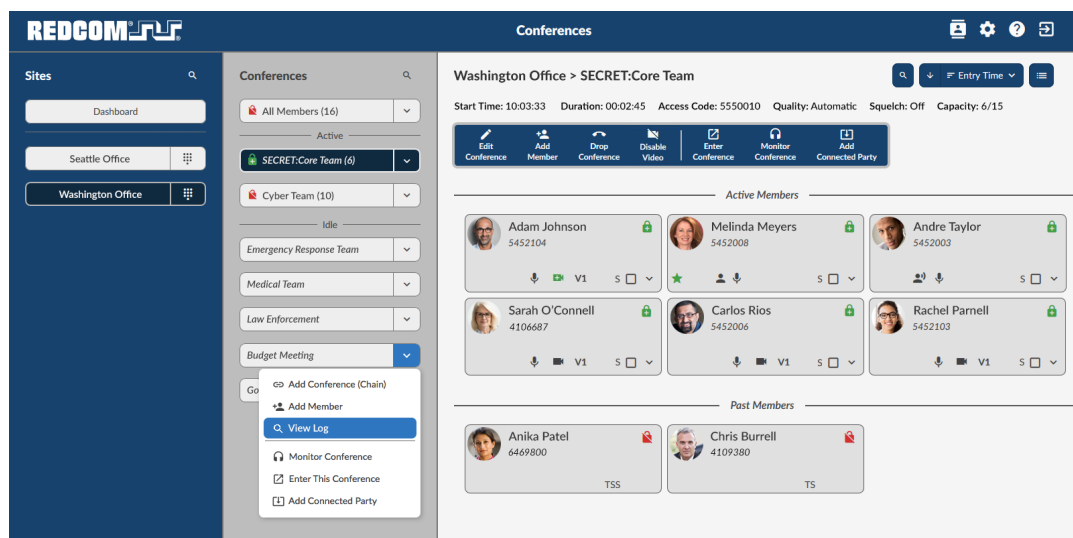 REDCOM®
Conferences
Sites
Dashboard
Seattle Office
Washington Office
Conferences
All Members (16)
Active
SECRET:Core Team (6)
Cyber Team (10)
Idle
Emergency Response Team
Medical Team
Law Enforcement
Budget Meeting
Go
Add Conference (Chain)
Add Member
View Log
Monitor Conference
Enter This Conference
Add Connected Party
Washington Office > SECRET:Core Team
Entry Time
Start Time: 10:03:33 Duration: 00:02:45 Access Code: 5550010 Quality: Automatic Squelch: Off Capacity: 6/15
Edit Conference
Add Member
Drop Conference
Disable Video
Enter Conference
Monitor Conference
Add Connected Party
Active Members
Adam Johnson
5452104
V1 S
Melinda Meyers
5452008
S
Andre Taylor
5452003
S
Sarah O'Connell
4106687
V1 S
Carlos Rios
5452006
V1 S
Rachel Parnell
5452103
V1 S
Past Members
Anika Patel
6469800
TSS
Chris Burrell
4109380
TS